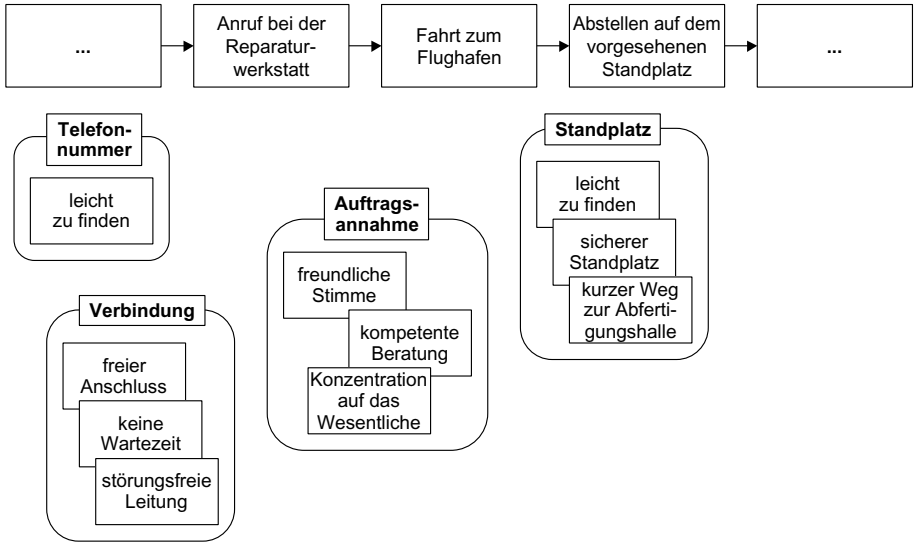 ...
Anruf bei der
Reparatur-
werkstatt
Fahrt zum
Flughafen
Abstellen auf dem
vorgesehenen
Standplatz
...
Telefon-
nummer
leicht
zu finden
Verbindung
freier
Anschluss
keine
Wartezeit
störungsfreie
Leitung
Auftrags-
annahme
freundliche
Stimme
kompetente
Beratung
Konzentration
auf das
Wesentliche
Standplatz
leicht
zu finden
sicherer
Standplatz
kurzer Weg
zur Abferti-
gungshalle